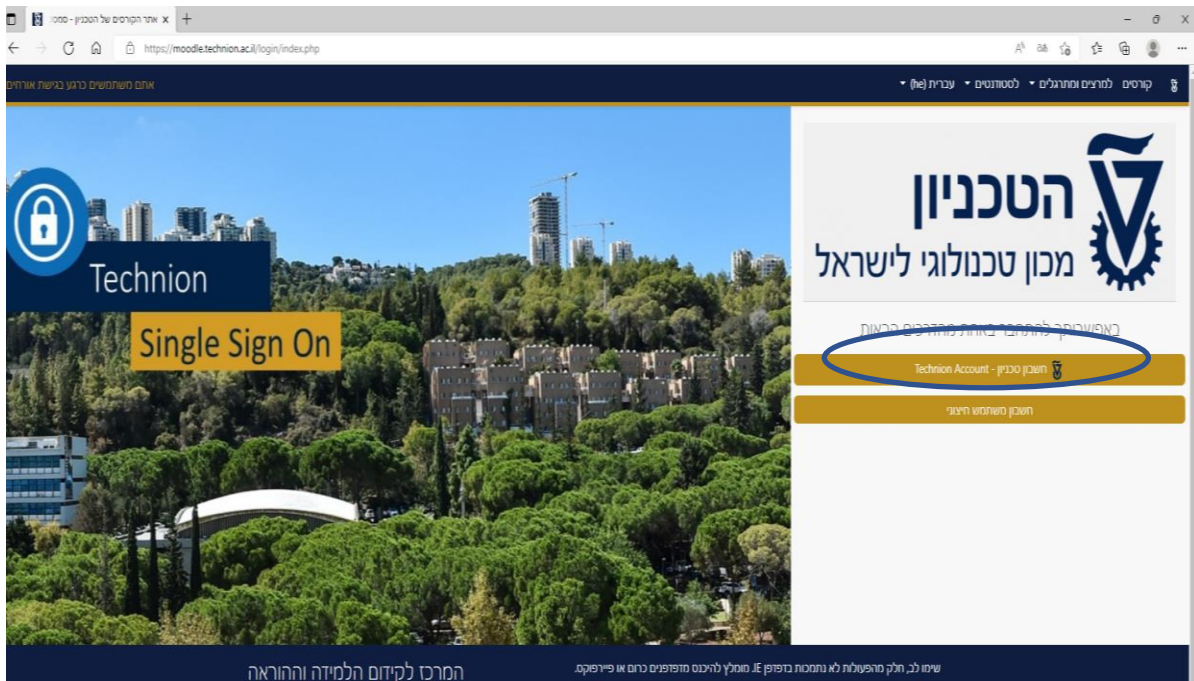 אתר הקורסים של הטכניון - סמסט
https://moodle.technion.ac.il/login/index.php
קורסים למרצים ומתרגלים לסטודנטים עברית ‎(he)‎
אתם משתמשים כרגע בגישת אורחים
הטכניון
מכון טכנולוגי לישראל
Technion
Single Sign On
באפשרותך להתחבר באחת מהדרכים הבאות
חשבון טכניון - Technion Account
חשבון משתמש חיצוני
שימו לב, חלק מהפעולות לא נתמכות בדפדפן IE. מומלץ להיכנס מדפדפנים כרום או פיירפוקס.
המרכז לקידום הלמידה וההוראה